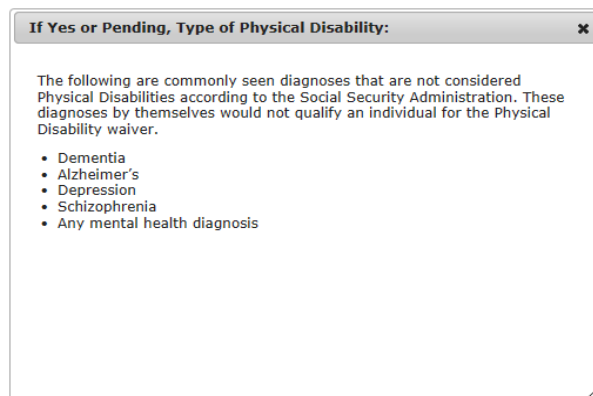 If Yes or Pending, Type of Physical Disability:
The following are commonly seen diagnoses that are not considered
Physical Disabilities according to the Social Security Administration. These
diagnoses by themselves would not qualify an individual for the Physical
Disability waiver.
• Dementia
• Alzheimer's
• Depression
• Schizophrenia
• Any mental health diagnosis